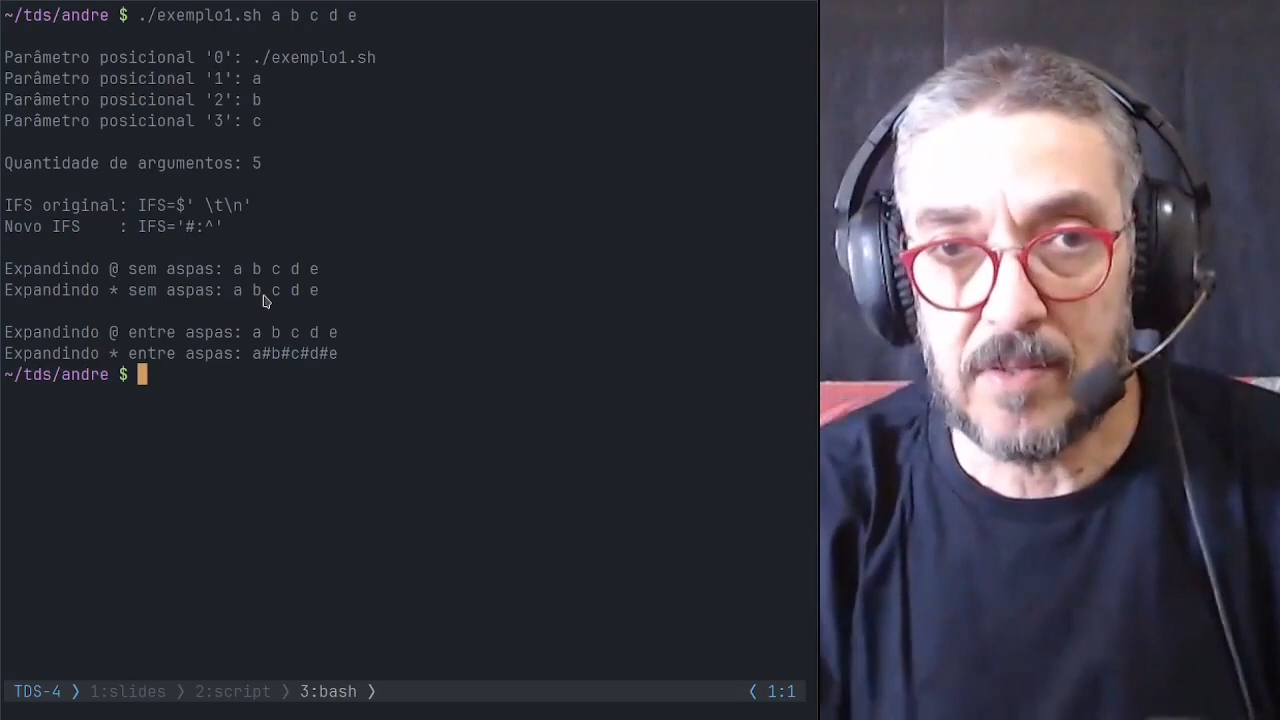 ~/tds/andre $ ./exemplo1.sh a b c d e
Parâmetro posicional '0': ./exemplo1.sh
Parâmetro posicional '1': a
Parâmetro posicional '2': b
Parâmetro posicional '3': c
Quantidade de argumentos: 5
IFS original: IFS=$' \t\n'
Novo IFS    : IFS='#:^'
Expandindo @ sem aspas: a b c d e
Expandindo * sem aspas: a b c d e
Expandindo @ entre aspas: a b c d e
Expandindo * entre aspas: a#b#c#d#e
~/tds/andre $
TDS-4 ❯ 1:slides ❯ 2:script ❯ 3:bash ❯ ❮ 1:1